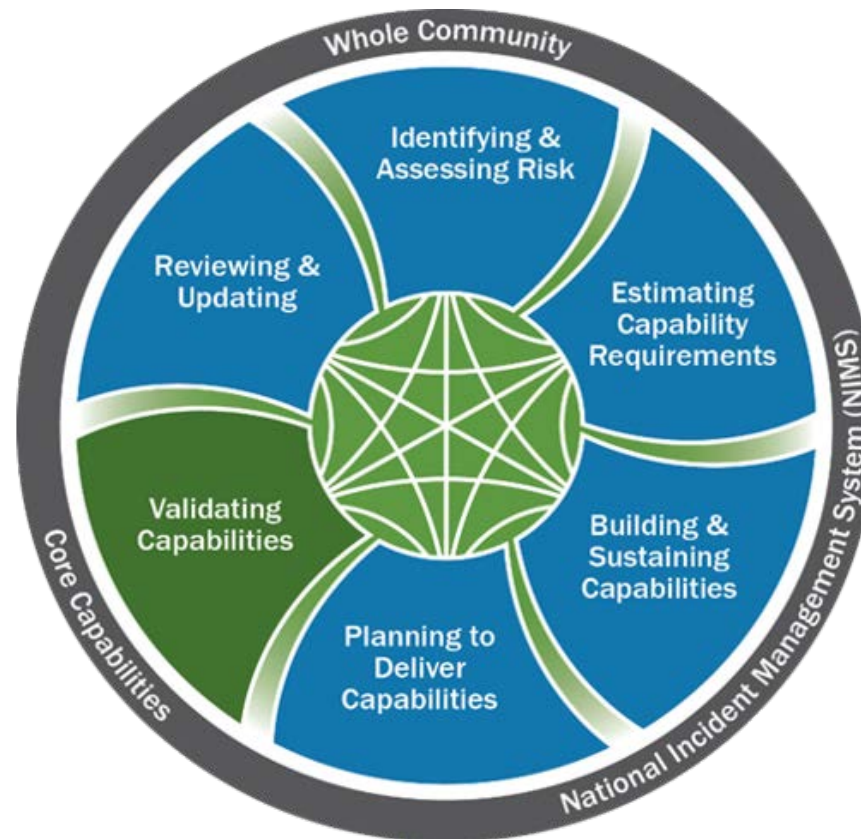 Whole Community
Identifying &
Assessing Risk
Estimating
Capability
Requirements
Building &
Sustaining
Capabilities
Planning to
Deliver
Capabilities
Validating
Capabilities
Reviewing &
Updating
National Incident Management System (NIMS)
Core Capabilities